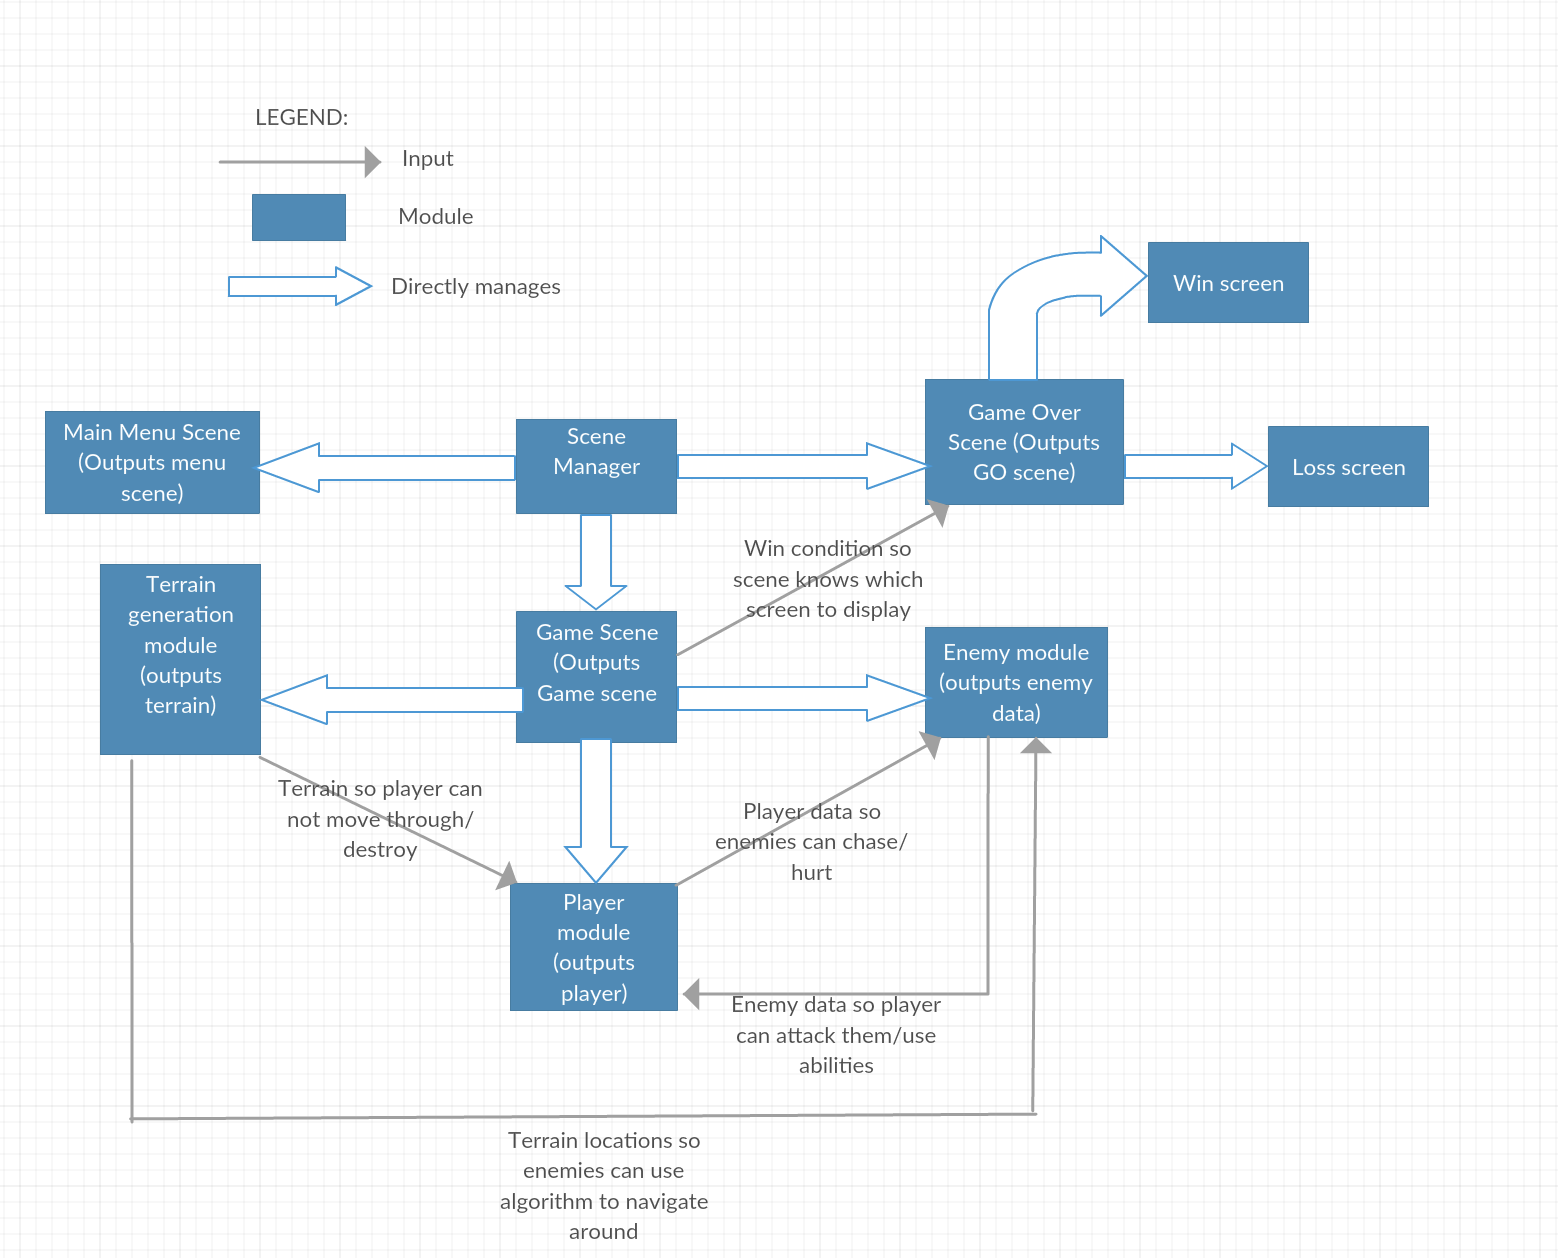 LEGEND:
Input
Module
Directly manages
Win screen
Main Menu Scene
(Outputs menu
scene)
Scene
Manager
Game Over
Scene (Outputs
GO scene)
Loss screen
Win condition so
scene knows which
screen to display
Terrain
generation
module
(outputs
terrain)
Game Scene
(Outputs
Game scene
Enemy module
(outputs enemy
data)
Terrain so player can
not move through/
destroy
Player data so
enemies can chase/
hurt
Player
module
(outputs
player)
Enemy data so player
can attack them/use
abilities
Terrain locations so
enemies can use
algorithm to navigate
around